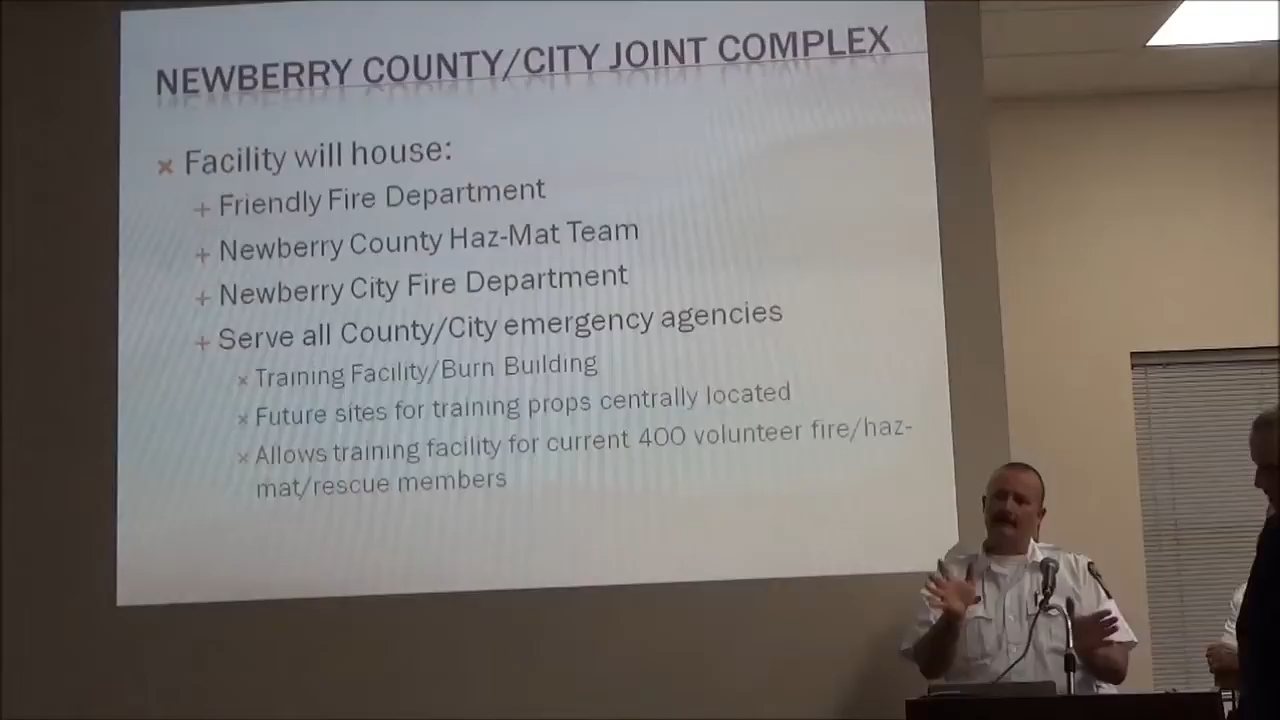 NEWBERRY COUNTY/CITY JOINT COMPLEX
× Facility will house:
+ Friendly Fire Department
+ Newberry County Haz-Mat Team
+ Newberry City Fire Department
+ Serve all County/City emergency agencies
× Training Facility/Burn Building
× Future sites for training props centrally located
× Allows training facility for current 400 volunteer fire/haz-
mat/rescue members